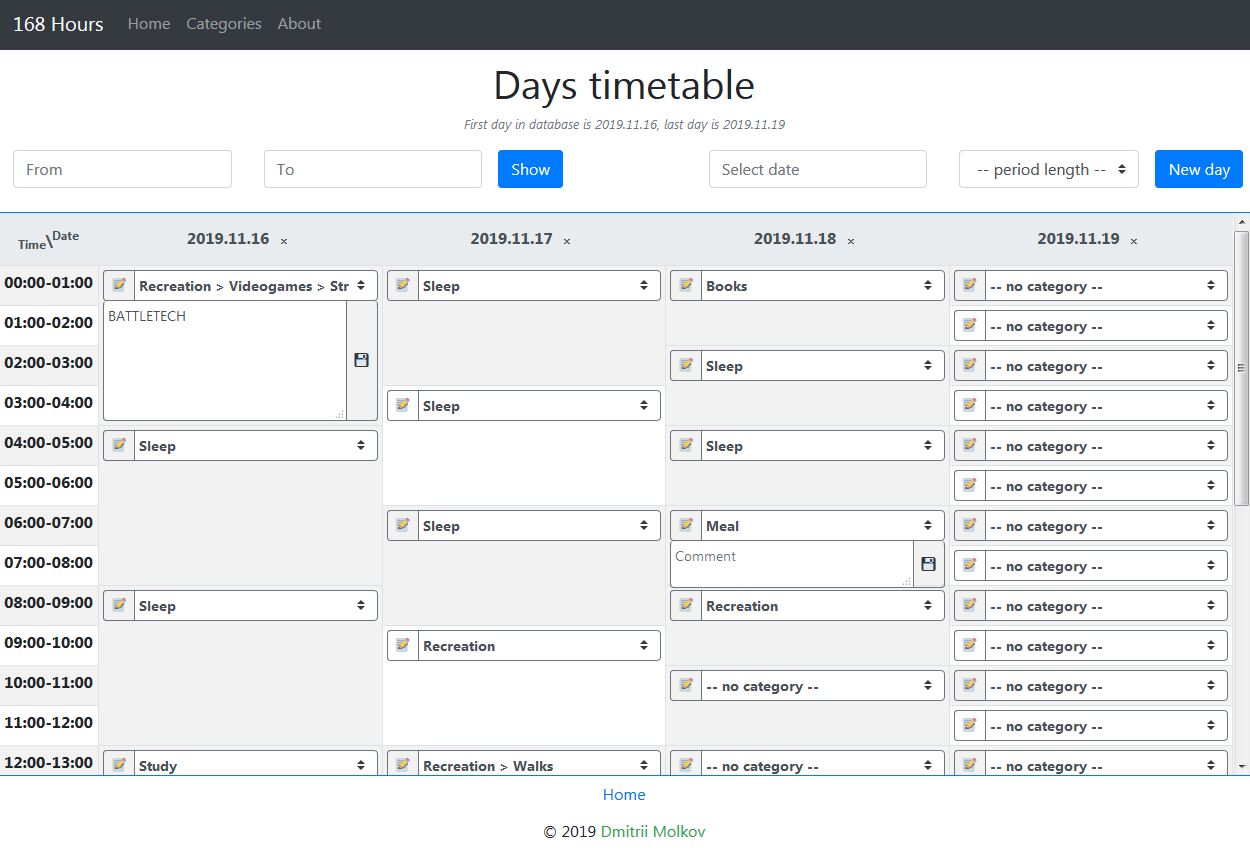 168 Hours Home Categories About
Days timetable
First day in database is 2019.11.16, last day is 2019.11.19
From To Show Select date -- period length -- New day
Time\Date 2019.11.16 × 2019.11.17 × 2019.11.18 × 2019.11.19 ×
00:00-01:00 Recreation > Videogames > Str Sleep Books -- no category --
BATTLETECH
01:00-02:00 -- no category --
02:00-03:00 Sleep -- no category --
03:00-04:00 Sleep -- no category --
04:00-05:00 Sleep Sleep -- no category --
05:00-06:00 -- no category --
06:00-07:00 Sleep Meal -- no category --
Comment
07:00-08:00 -- no category --
08:00-09:00 Sleep Recreation -- no category --
09:00-10:00 Recreation -- no category --
10:00-11:00 -- no category -- -- no category --
11:00-12:00 -- no category --
12:00-13:00 Study Recreation > Walks -- no category -- -- no category --
Home
© 2019 Dmitrii Molkov